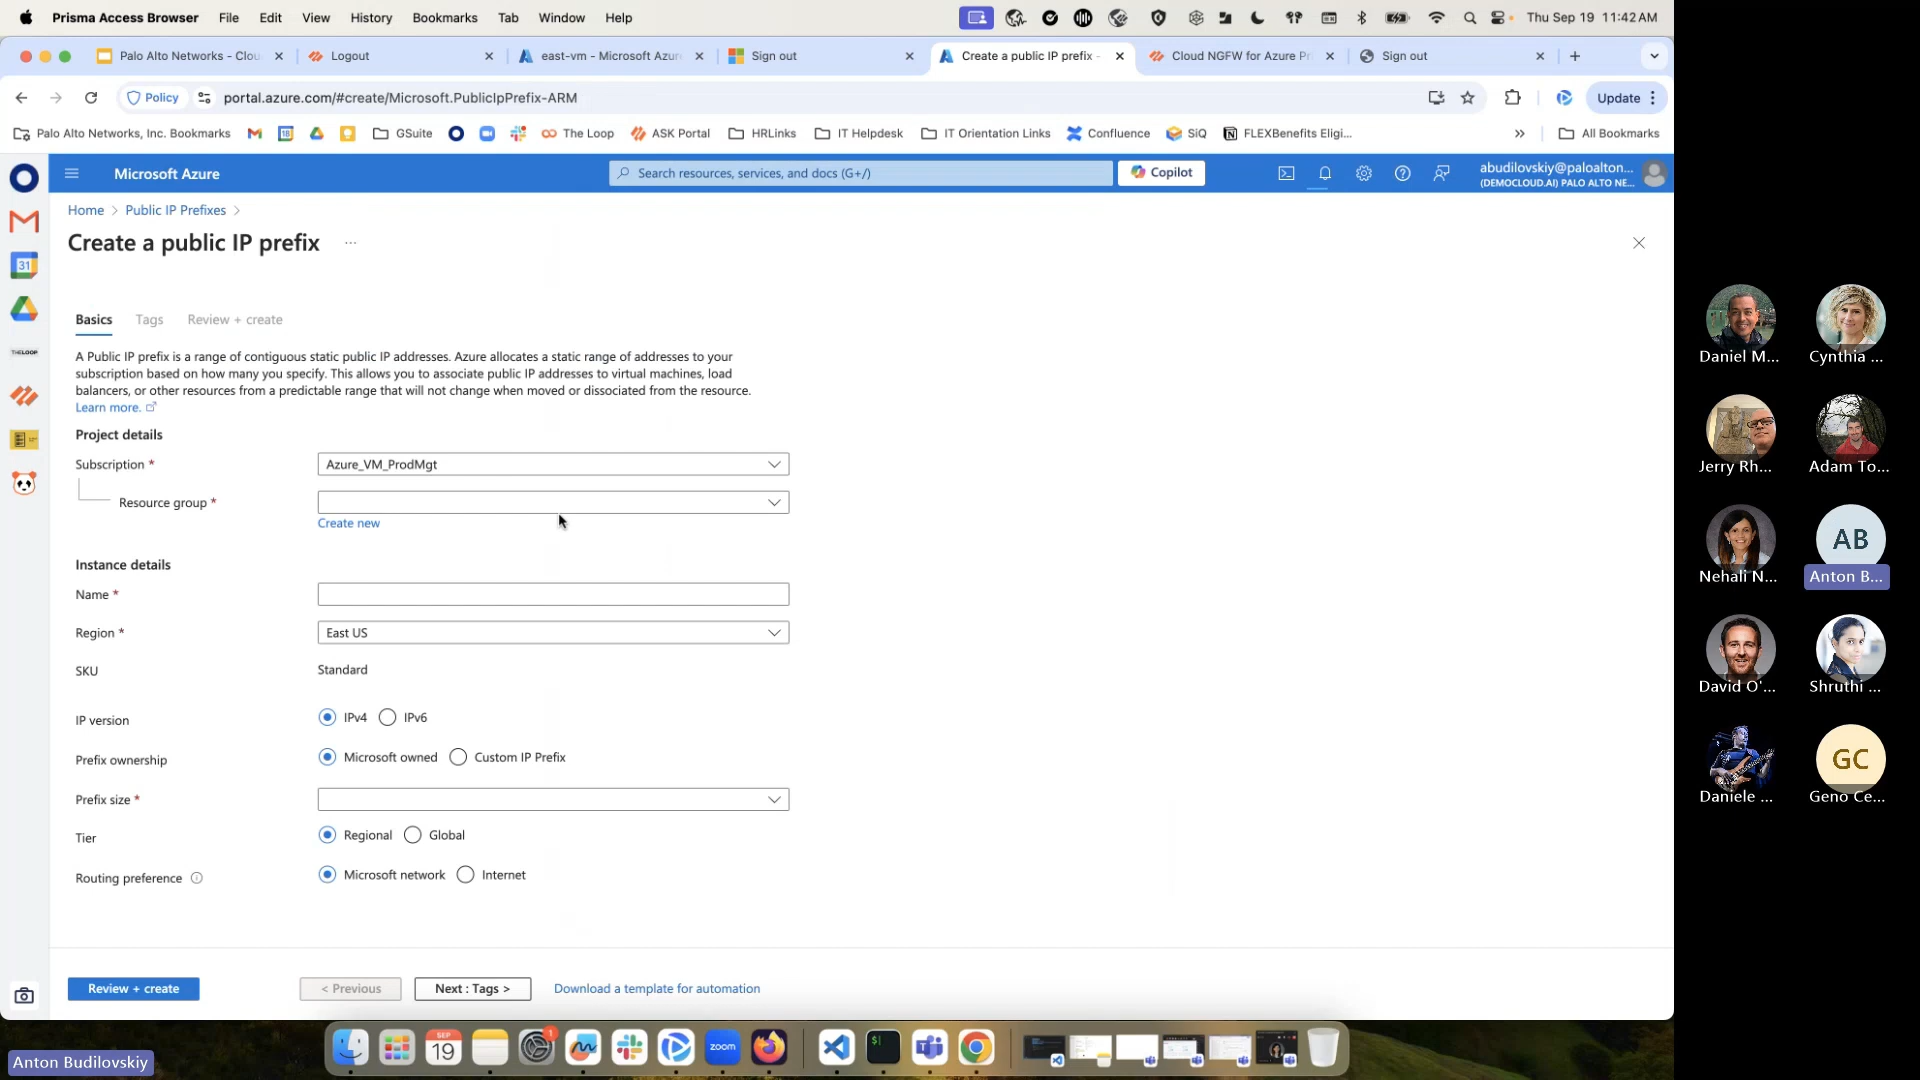 Prisma Access Browser File Edit View History Bookmarks Tab Window Help Thu Sep 19 11:42 AM
Palo Alto Networks - Clou Logout east-vm - Microsoft Azur Sign out Create a public IP prefix - Cloud NGFW for Azure Pr Sign out
Policy portal.azure.com/#create/Microsoft.PublicIpPrefix-ARM Update
Palo Alto Networks, Inc. Bookmarks GSuite The Loop ASK Portal HRLinks IT Helpdesk IT Orientation Links Confluence SiQ FLEXBenefits Eligi... » All Bookmarks
Microsoft Azure Search resources, services, and docs (G+/) Copilot abudilovskiy@paloalton...
(DEMOCLOUD.AI) PALO ALTO NE...
Home > Public IP Prefixes >
Create a public IP prefix ...
Basics Tags Review + create
A Public IP prefix is a range of contiguous static public IP addresses. Azure allocates a static range of addresses to your
subscription based on how many you specify. This allows you to associate public IP addresses to virtual machines, load
balancers, or other resources from a predictable range that will not change when moved or dissociated from the resource.
Learn more.
Project details
Subscription * Azure_VM_ProdMgt
Resource group *
Create new
Instance details
Name *
Region * East US
SKU Standard
IP version IPv4 IPv6
Prefix ownership Microsoft owned Custom IP Prefix
Prefix size *
Tier Regional Global
Routing preference Microsoft network Internet
Review + create < Previous Next : Tags > Download a template for automation
31
THE LOOP
SEP
19
1
zoom
$
Daniel M... Cynthia ...
Jerry Rh... Adam To...
AB
Nehali N... Anton B...
David O'... Shruthi ...
GC
Daniele ... Geno Ce...
Anton Budilovskiy